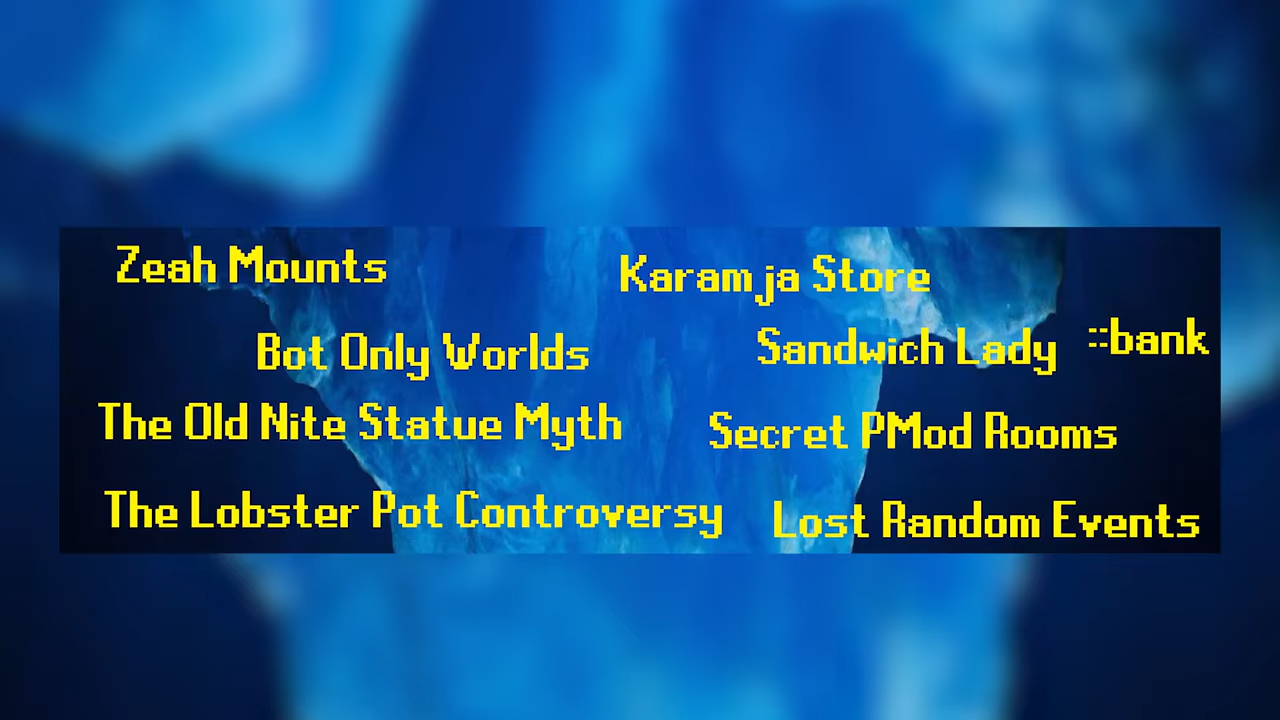 Zeah Mounts
Karamja Store
Bot Only Worlds
Sandwich Lady
::bank
The Old Nite Statue Myth
Secret PMod Rooms
The Lobster Pot Controversy
Lost Random Events